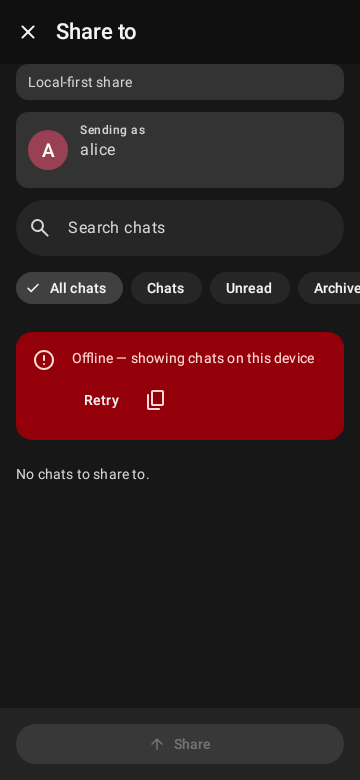 Share to
Local-first share
Sending as
A
alice
Search chats
All chats
Chats
Unread
Archive
Offline — showing chats on this device
Retry
No chats to share to.
Share